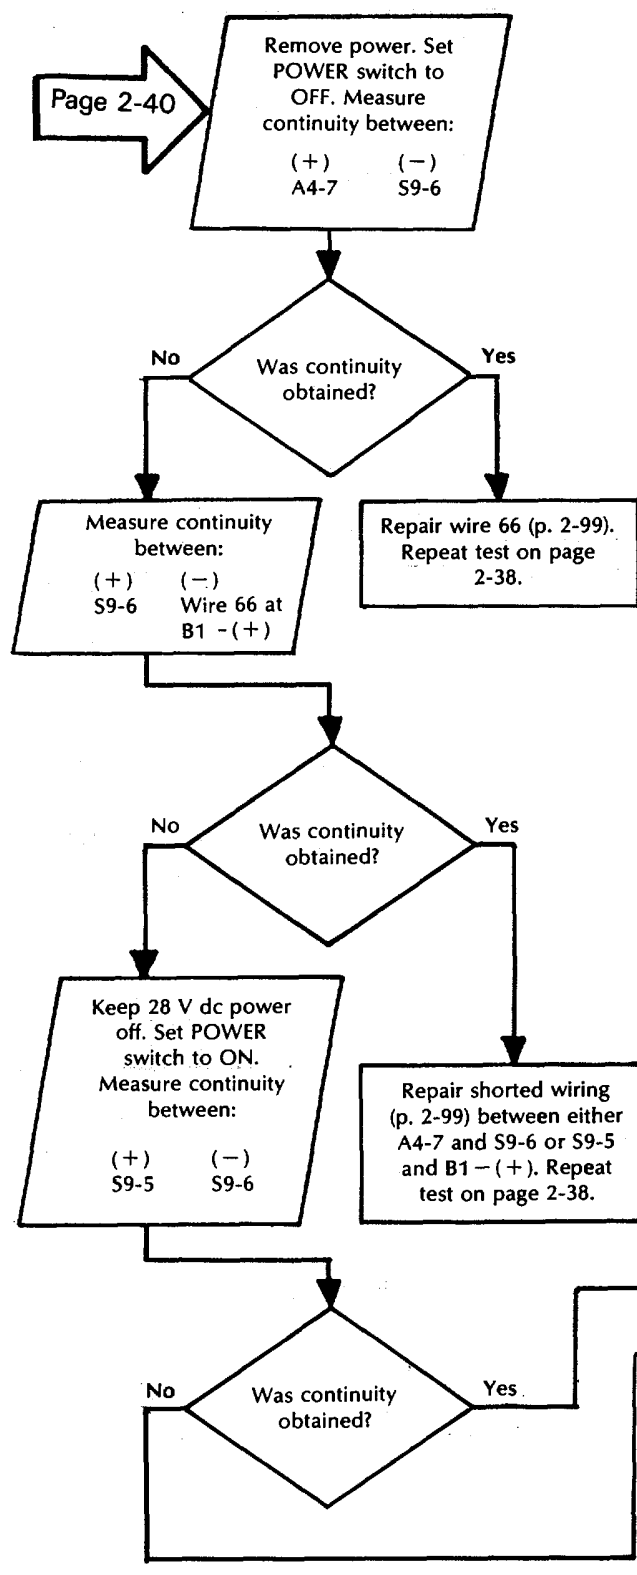 Page 2-40
Remove power. Set
POWER switch to
OFF. Measure
continuity between:
(+) (−)
A4-7 S9-6
Was continuity
obtained?
No
Yes
Measure continuity
between:
(+) (−)
S9-6 Wire 66 at
B1 -(+)
Repair wire 66 (p. 2-99).
Repeat test on page
2-38.
Was continuity
obtained?
No
Yes
Keep 28 V dc power
off. Set POWER
switch to ON.
Measure continuity
between:
(+) (−)
S9-5 S9-6
Repair shorted wiring
(p. 2-99) between either
A4-7 and S9-6 or S9-5
and B1−(+). Repeat
test on page 2-38.
Was continuity
obtained?
No
Yes